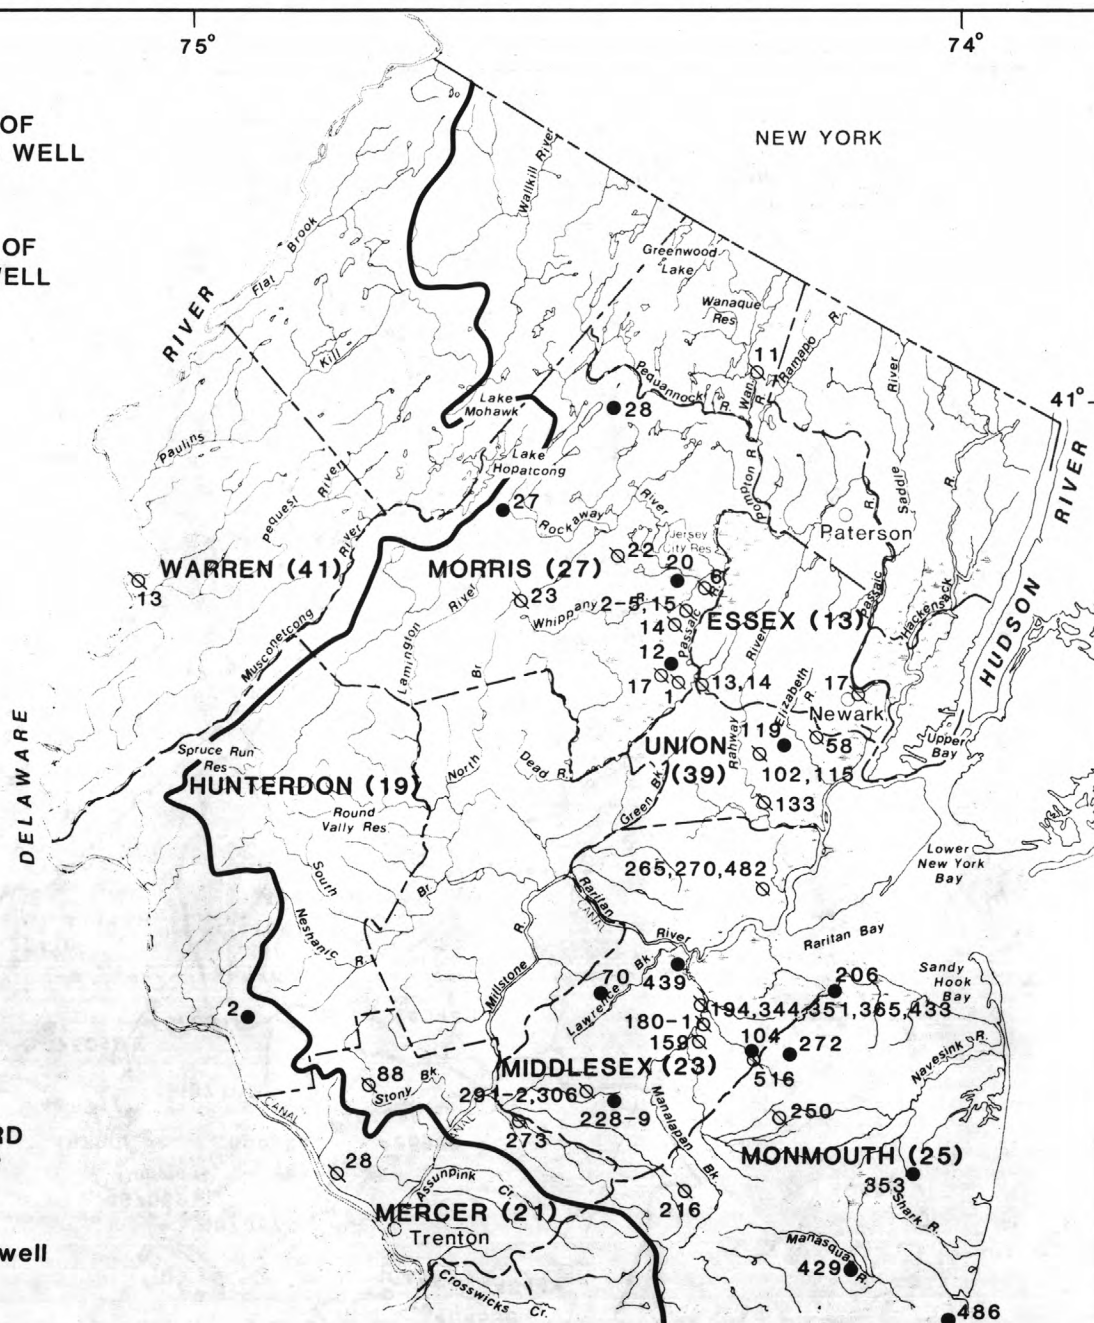 75°
74°
OF
WELL
NEW YORK
OF
WELL
Wallkill River
Flat Brook
RIVER
Greenwood
Lake
Wanaque
Res
Kill
11
Wan. R.
Ramapo R.
River
Pequannock R.
41°
Lake
Mohawk
28
Paulins
Lake
Hopatcong
Pequest River
27
Rockaway River
Pompton R
Saddle
R.
RIVER
Jersey
City Res
Paterson
River
22
20
6
WARREN (41)
MORRIS (27)
13
23
River
Whippany R.
2-5,15
14
Passaic R.
ESSEX (13)
Passaic R.
Hackensack
HUDSON
Musconetcong
Lamington
Br
12
River
17
1
13,14
17
Elizabeth R.
Newark
DELAWARE
Spruce Run
Res
North
Dead R.
UNION
(39)
Rahway
119
58
Upper
Bay
HUNTERDON (19)
102,115
Round
Vally Res
Green Bk
133
South
Br
265,270,482
Lower
New York
Bay
Neshanic R.
Raritan
CANAL
River
Raritan Bay
Millstone R.
Lawrence Bk
70
439
206
Sandy
Hook
Bay
2
194,344,351,365,433
180-1
159
104
272
Navesink R.
MIDDLESEX (23)
516
88
Stony Bk
291-2,306
228-9
Manalapan Bk
250
CANAL
CANAL
273
RD
MONMOUTH (25)
28
353
Assunpink Cr.
216
Shark R.
MERCER (21)
Trenton
Manasquan R.
well
429
Crosswicks Cr.
486